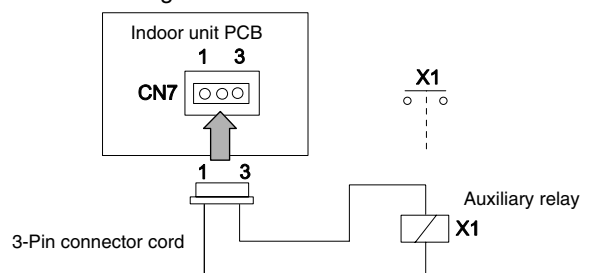 Indoor unit PCB
1 3
CN7
X1
1 3
Auxiliary relay
X1
3-Pin connector cord